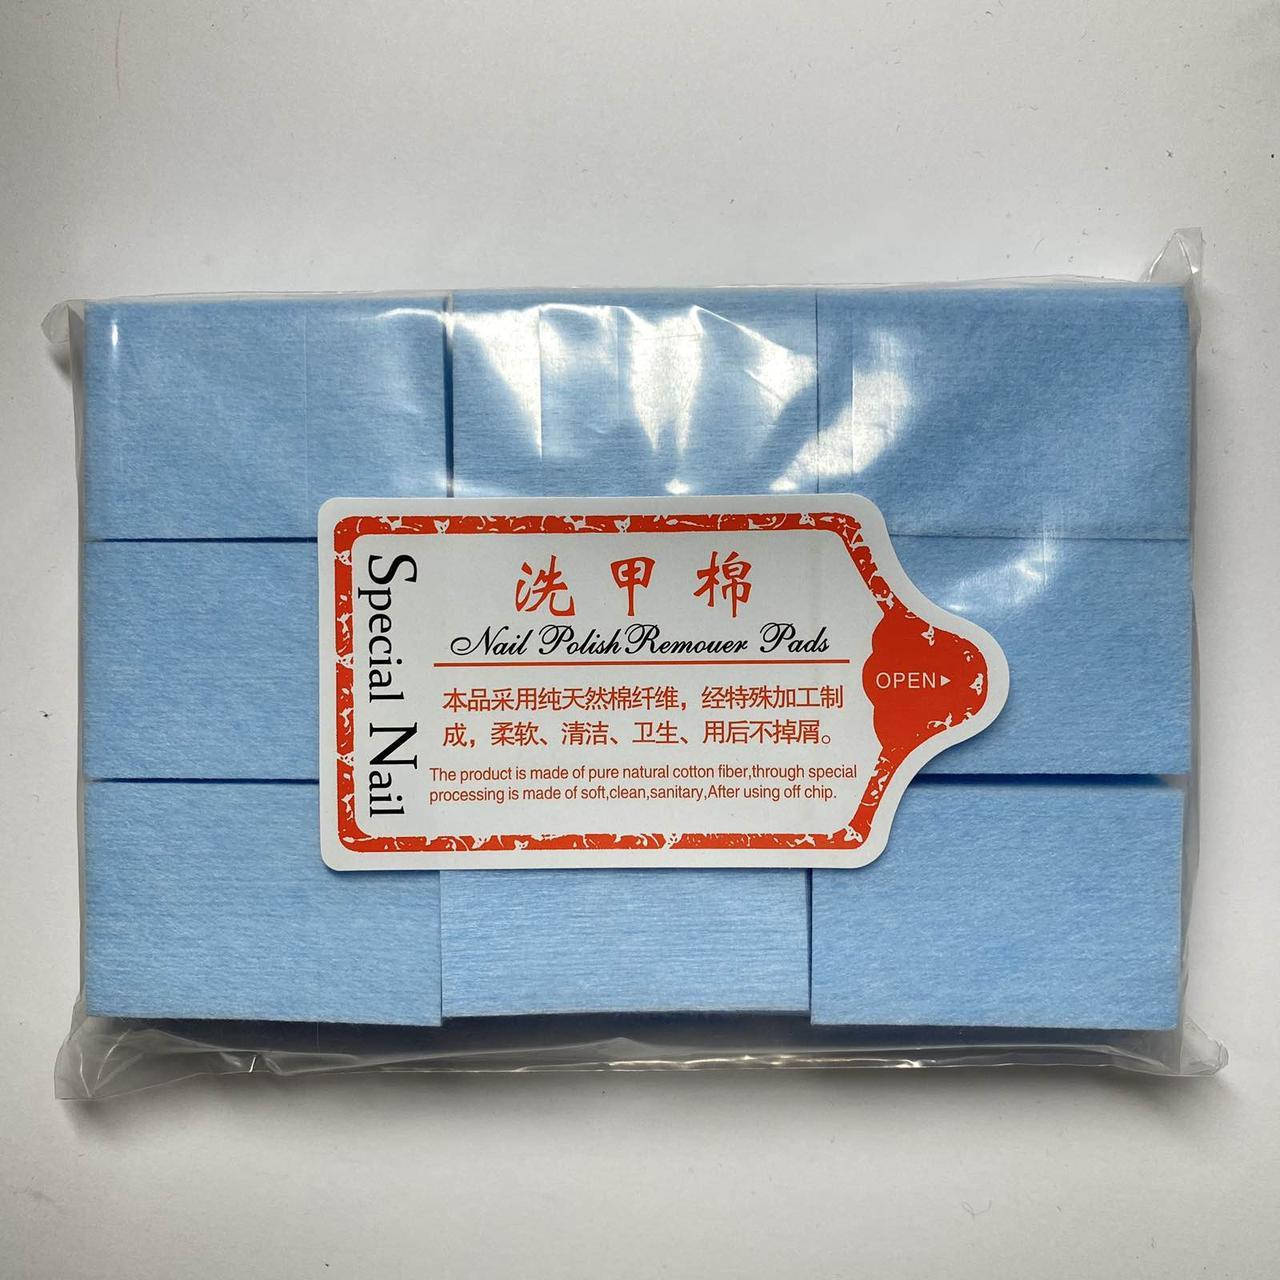 Special Nail
洗甲棉
Nail Polish Remouer Pads
本品采用纯天然棉纤维，经特殊加工制
成，柔软、清洁、卫生、用后不掉屑。
The product is made of pure natural cotton fiber,through special
processing is made of soft,clean,sanitary,After using off chip.
OPEN▶